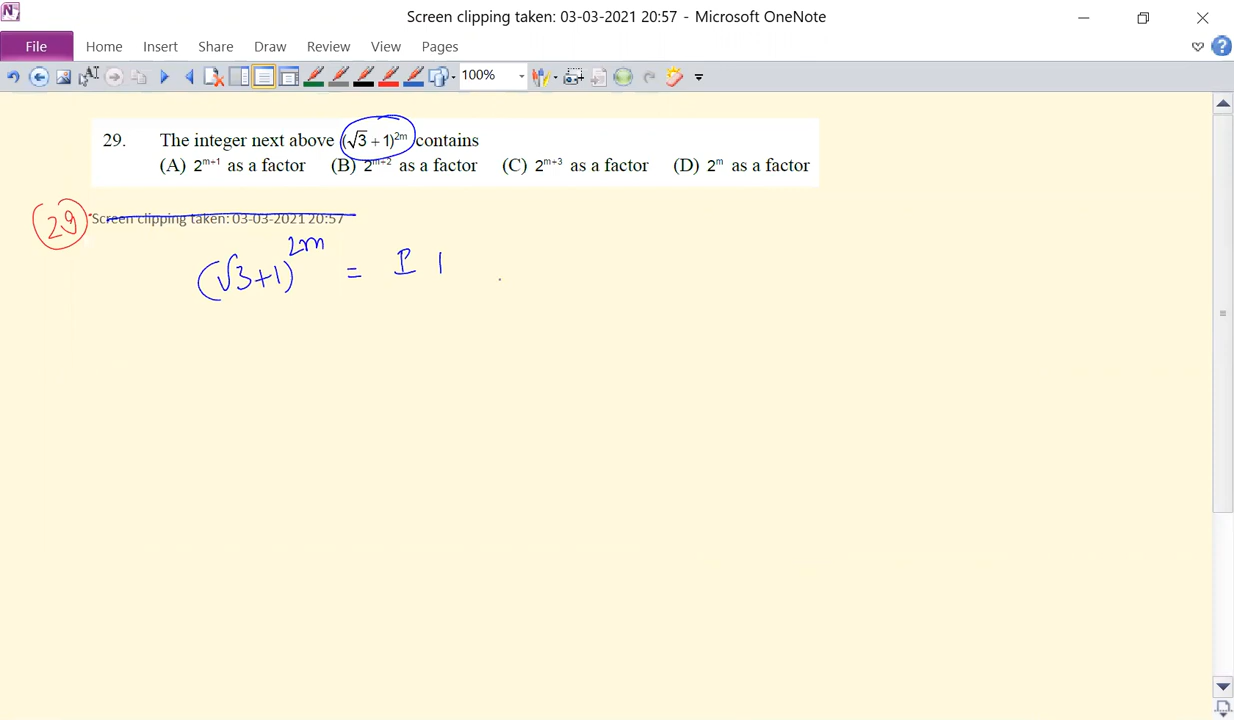 Screen clipping taken: 03-03-2021 20:57 - Microsoft OneNote
File Home Insert Share Draw Review View Pages
100%
29. The integer next above (√3 + 1)^2m contains
(A) 2^m+1 as a factor (B) 2^m+2 as a factor (C) 2^m+3 as a factor (D) 2^m as a factor
29
Screen clipping taken: 03-03-2021 20:57
(√3+1)^2m = I